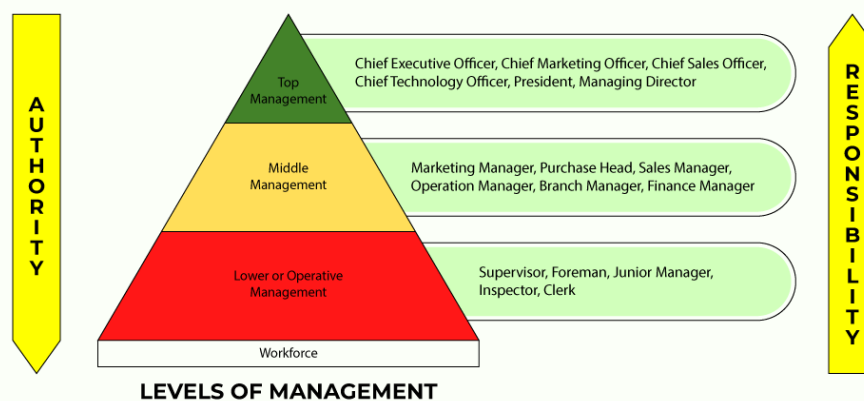 AUTHORITY
Top
Management
Chief Executive Officer, Chief Marketing Officer, Chief Sales Officer,
Chief Technology Officer, President, Managing Director
Middle
Management
Marketing Manager, Purchase Head, Sales Manager,
Operation Manager, Branch Manager, Finance Manager
Lower or Operative
Management
Supervisor, Foreman, Junior Manager,
Inspector, Clerk
Workforce
RESPONSIBILITY
LEVELS OF MANAGEMENT